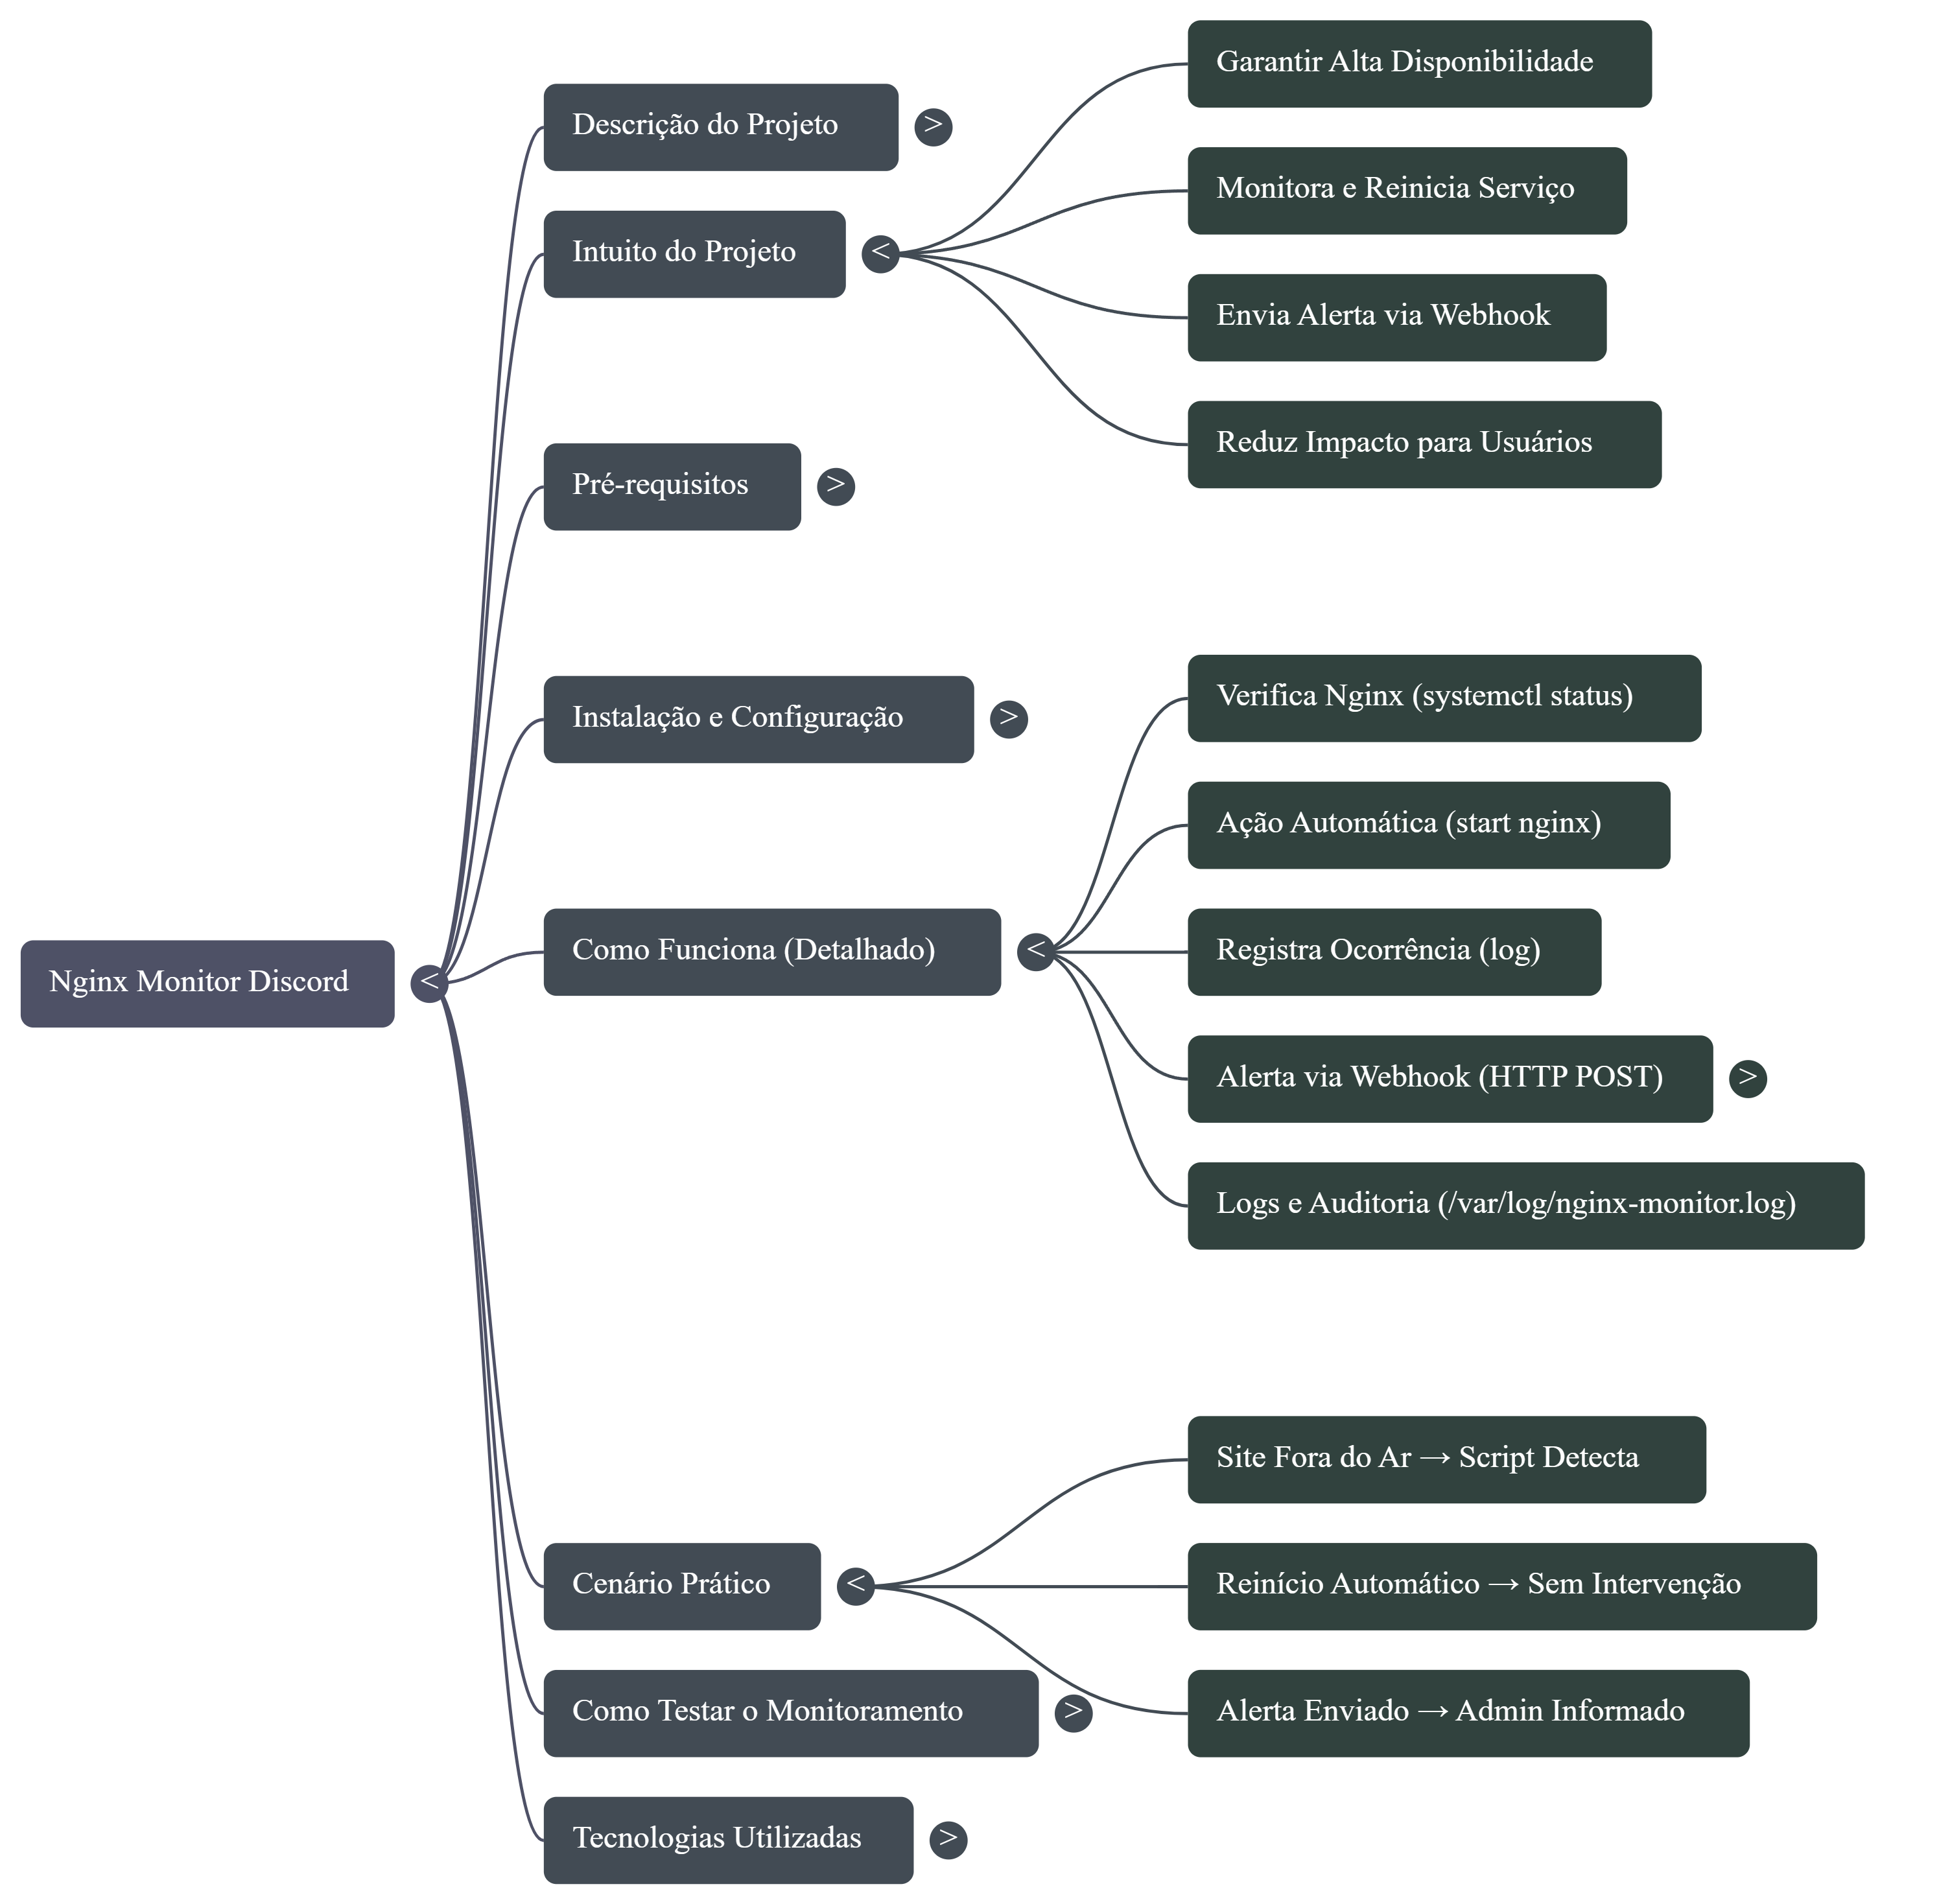 Nginx Monitor Discord
<
Descrição do Projeto
>
Intuito do Projeto
<
Garantir Alta Disponibilidade
Monitora e Reinicia Serviço
Envia Alerta via Webhook
Reduz Impacto para Usuários
Pré-requisitos
>
Instalação e Configuração
>
Como Funciona (Detalhado)
<
Verifica Nginx (systemctl status)
Ação Automática (start nginx)
Registra Ocorrência (log)
Alerta via Webhook (HTTP POST)
>
Logs e Auditoria (/var/log/nginx-monitor.log)
Cenário Prático
<
Site Fora do Ar → Script Detecta
Reinício Automático → Sem Intervenção
Alerta Enviado → Admin Informado
Como Testar o Monitoramento
>
Tecnologias Utilizadas
>